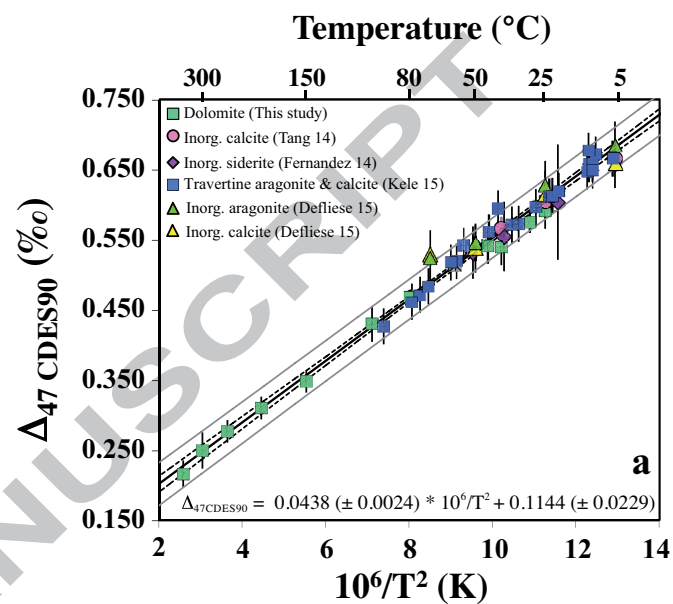 Temperature (°C)
300 150 80 50 25 5
0.750
Dolomite (This study)
Inorg. calcite (Tang 14)
0.650
Inorg. siderite (Fernandez 14)
Travertine aragonite & calcite (Kele 15)
Inorg. aragonite (Defliese 15)
Inorg. calcite (Defliese 15)
0.550
0.450
0.350
0.250
0.150
Δ47 CDES90 (‰)
a
Δ47CDES90 = 0.0438 (± 0.0024) * 10⁶/T² + 0.1144 (± 0.0229)
2 4 6 8 10 12 14
10⁶/T² (K)
NUSCRIPT